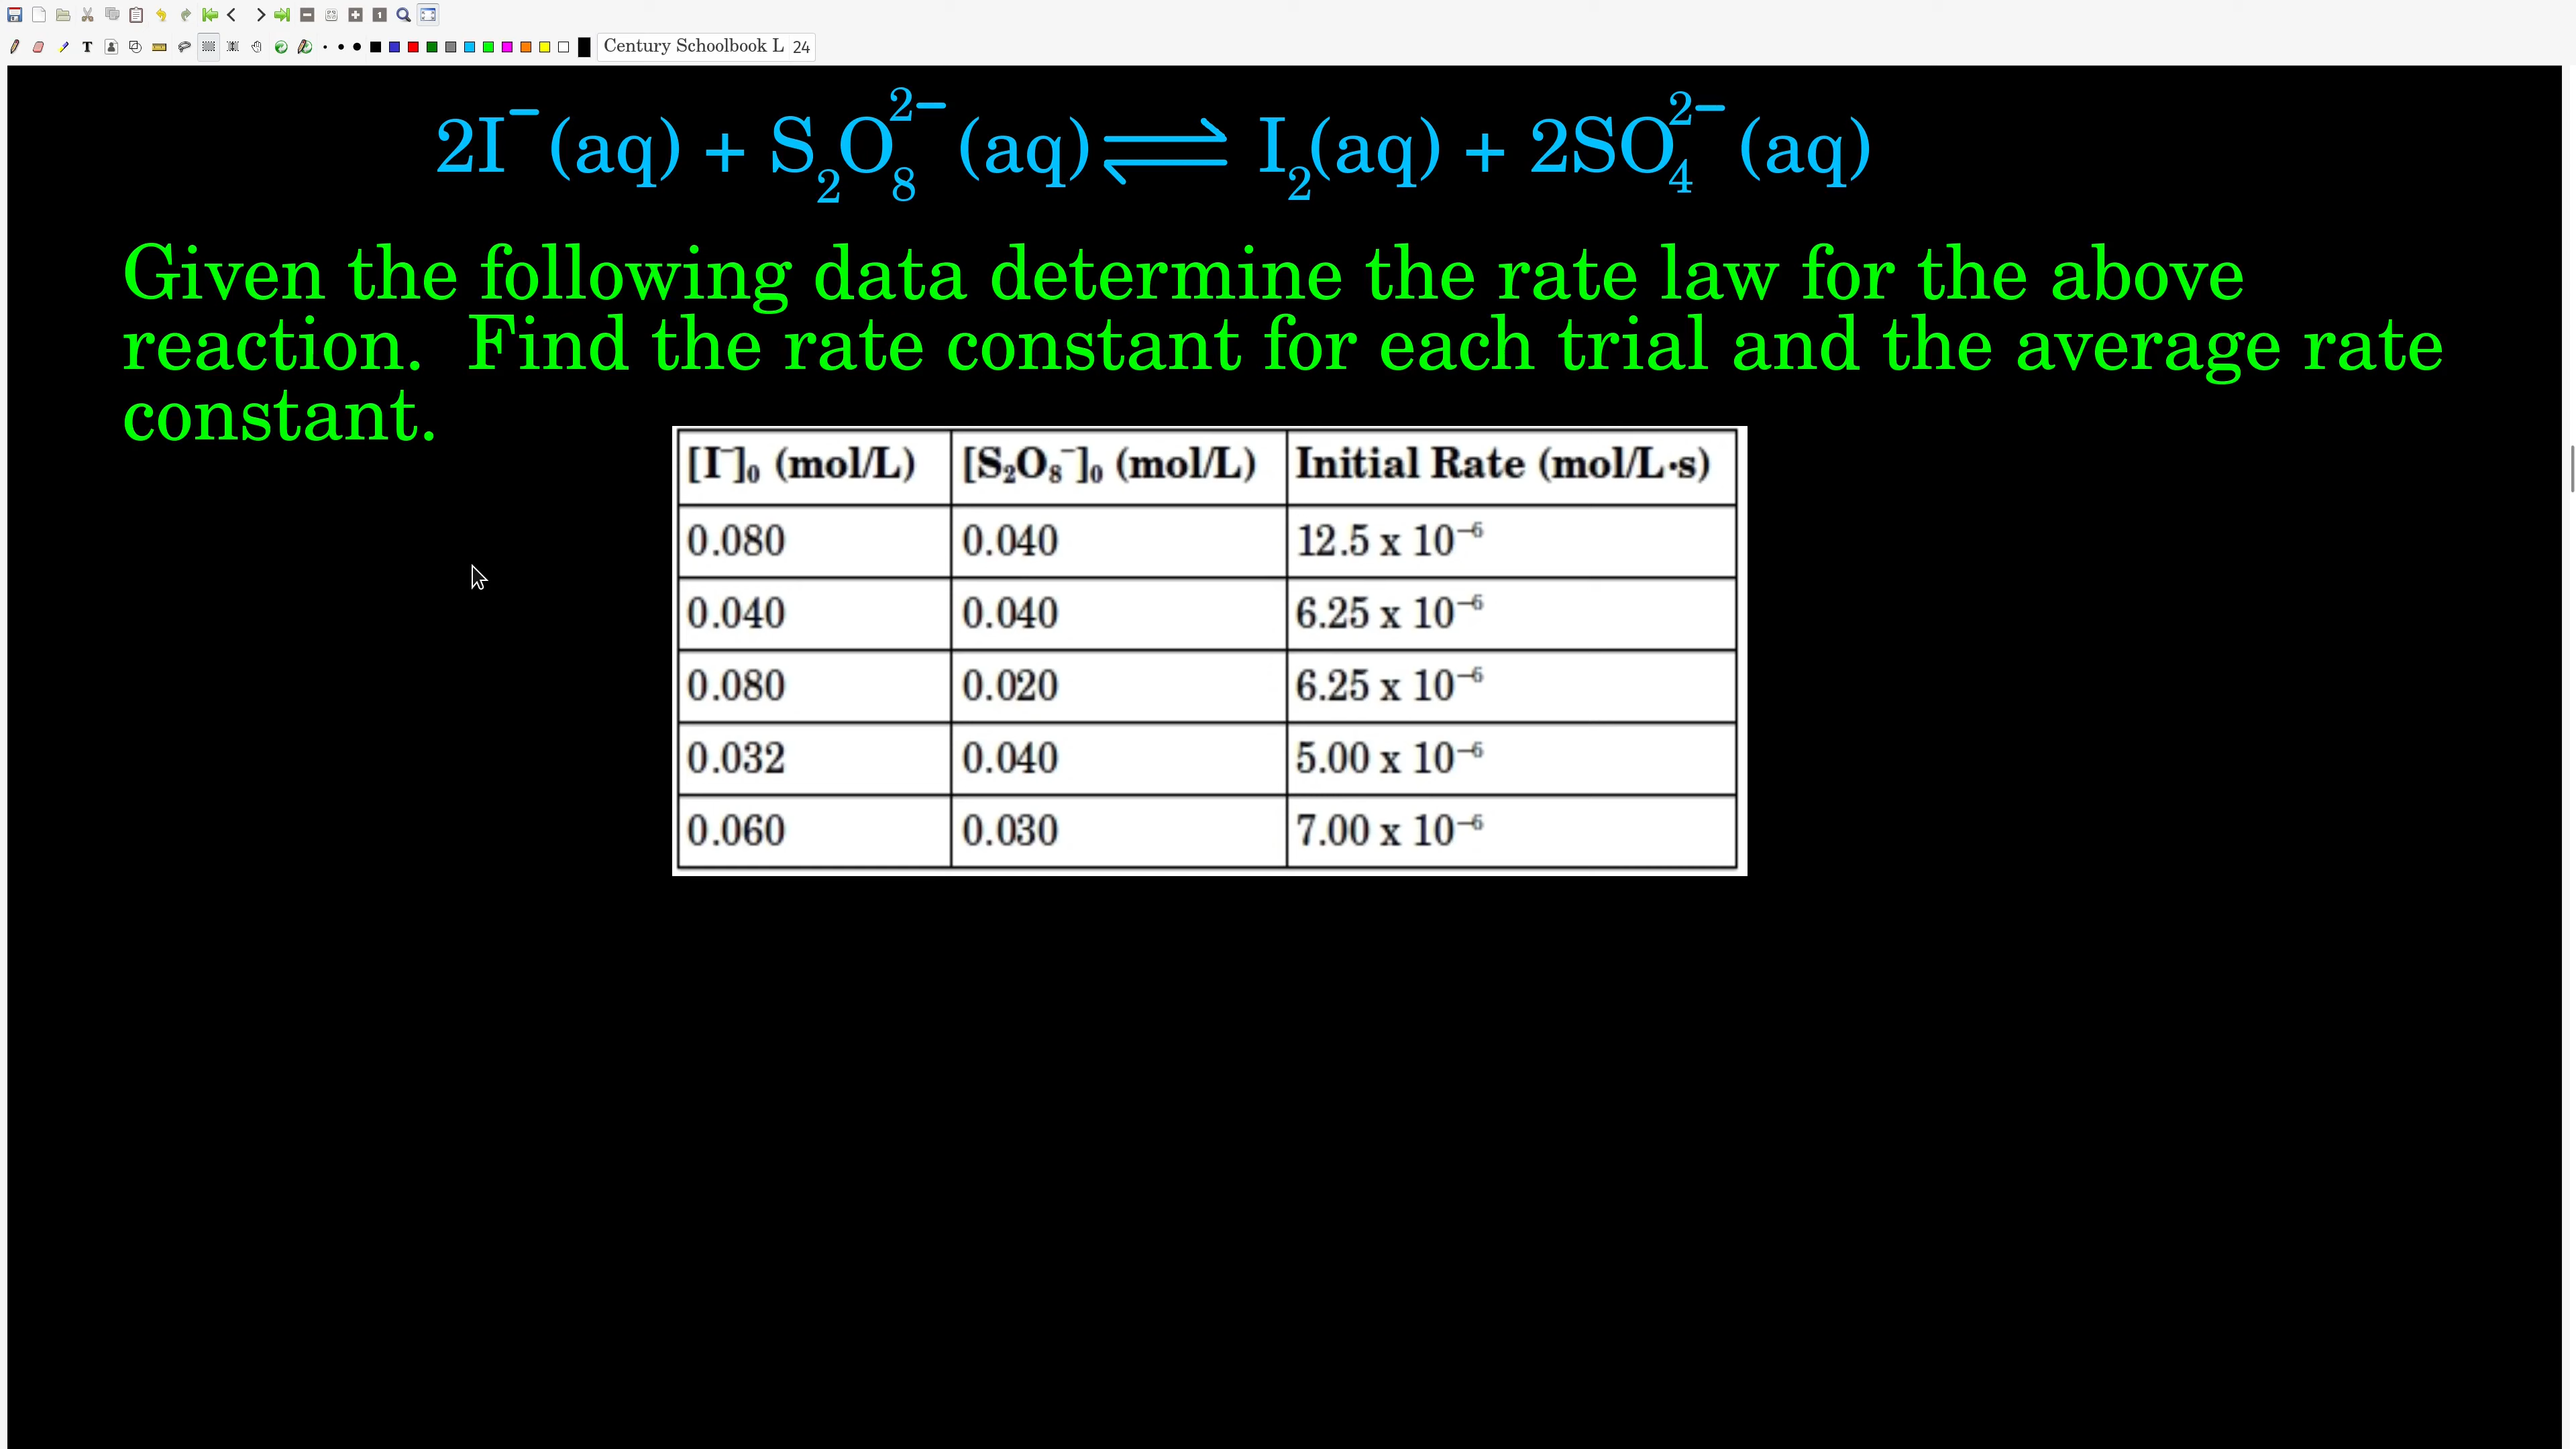 Century Schoolbook L 24
2I⁻(aq) + S₂O₈²⁻(aq) ⇌ I₂(aq) + 2SO₄²⁻(aq)
Given the following data determine the rate law for the above
reaction. Find the rate constant for each trial and the average rate
constant.
[I⁻]₀ (mol/L) [S₂O₈⁻]₀ (mol/L) Initial Rate (mol/L·s)
0.080 0.040 12.5 x 10⁻⁶
0.040 0.040 6.25 x 10⁻⁶
0.080 0.020 6.25 x 10⁻⁶
0.032 0.040 5.00 x 10⁻⁶
0.060 0.030 7.00 x 10⁻⁶